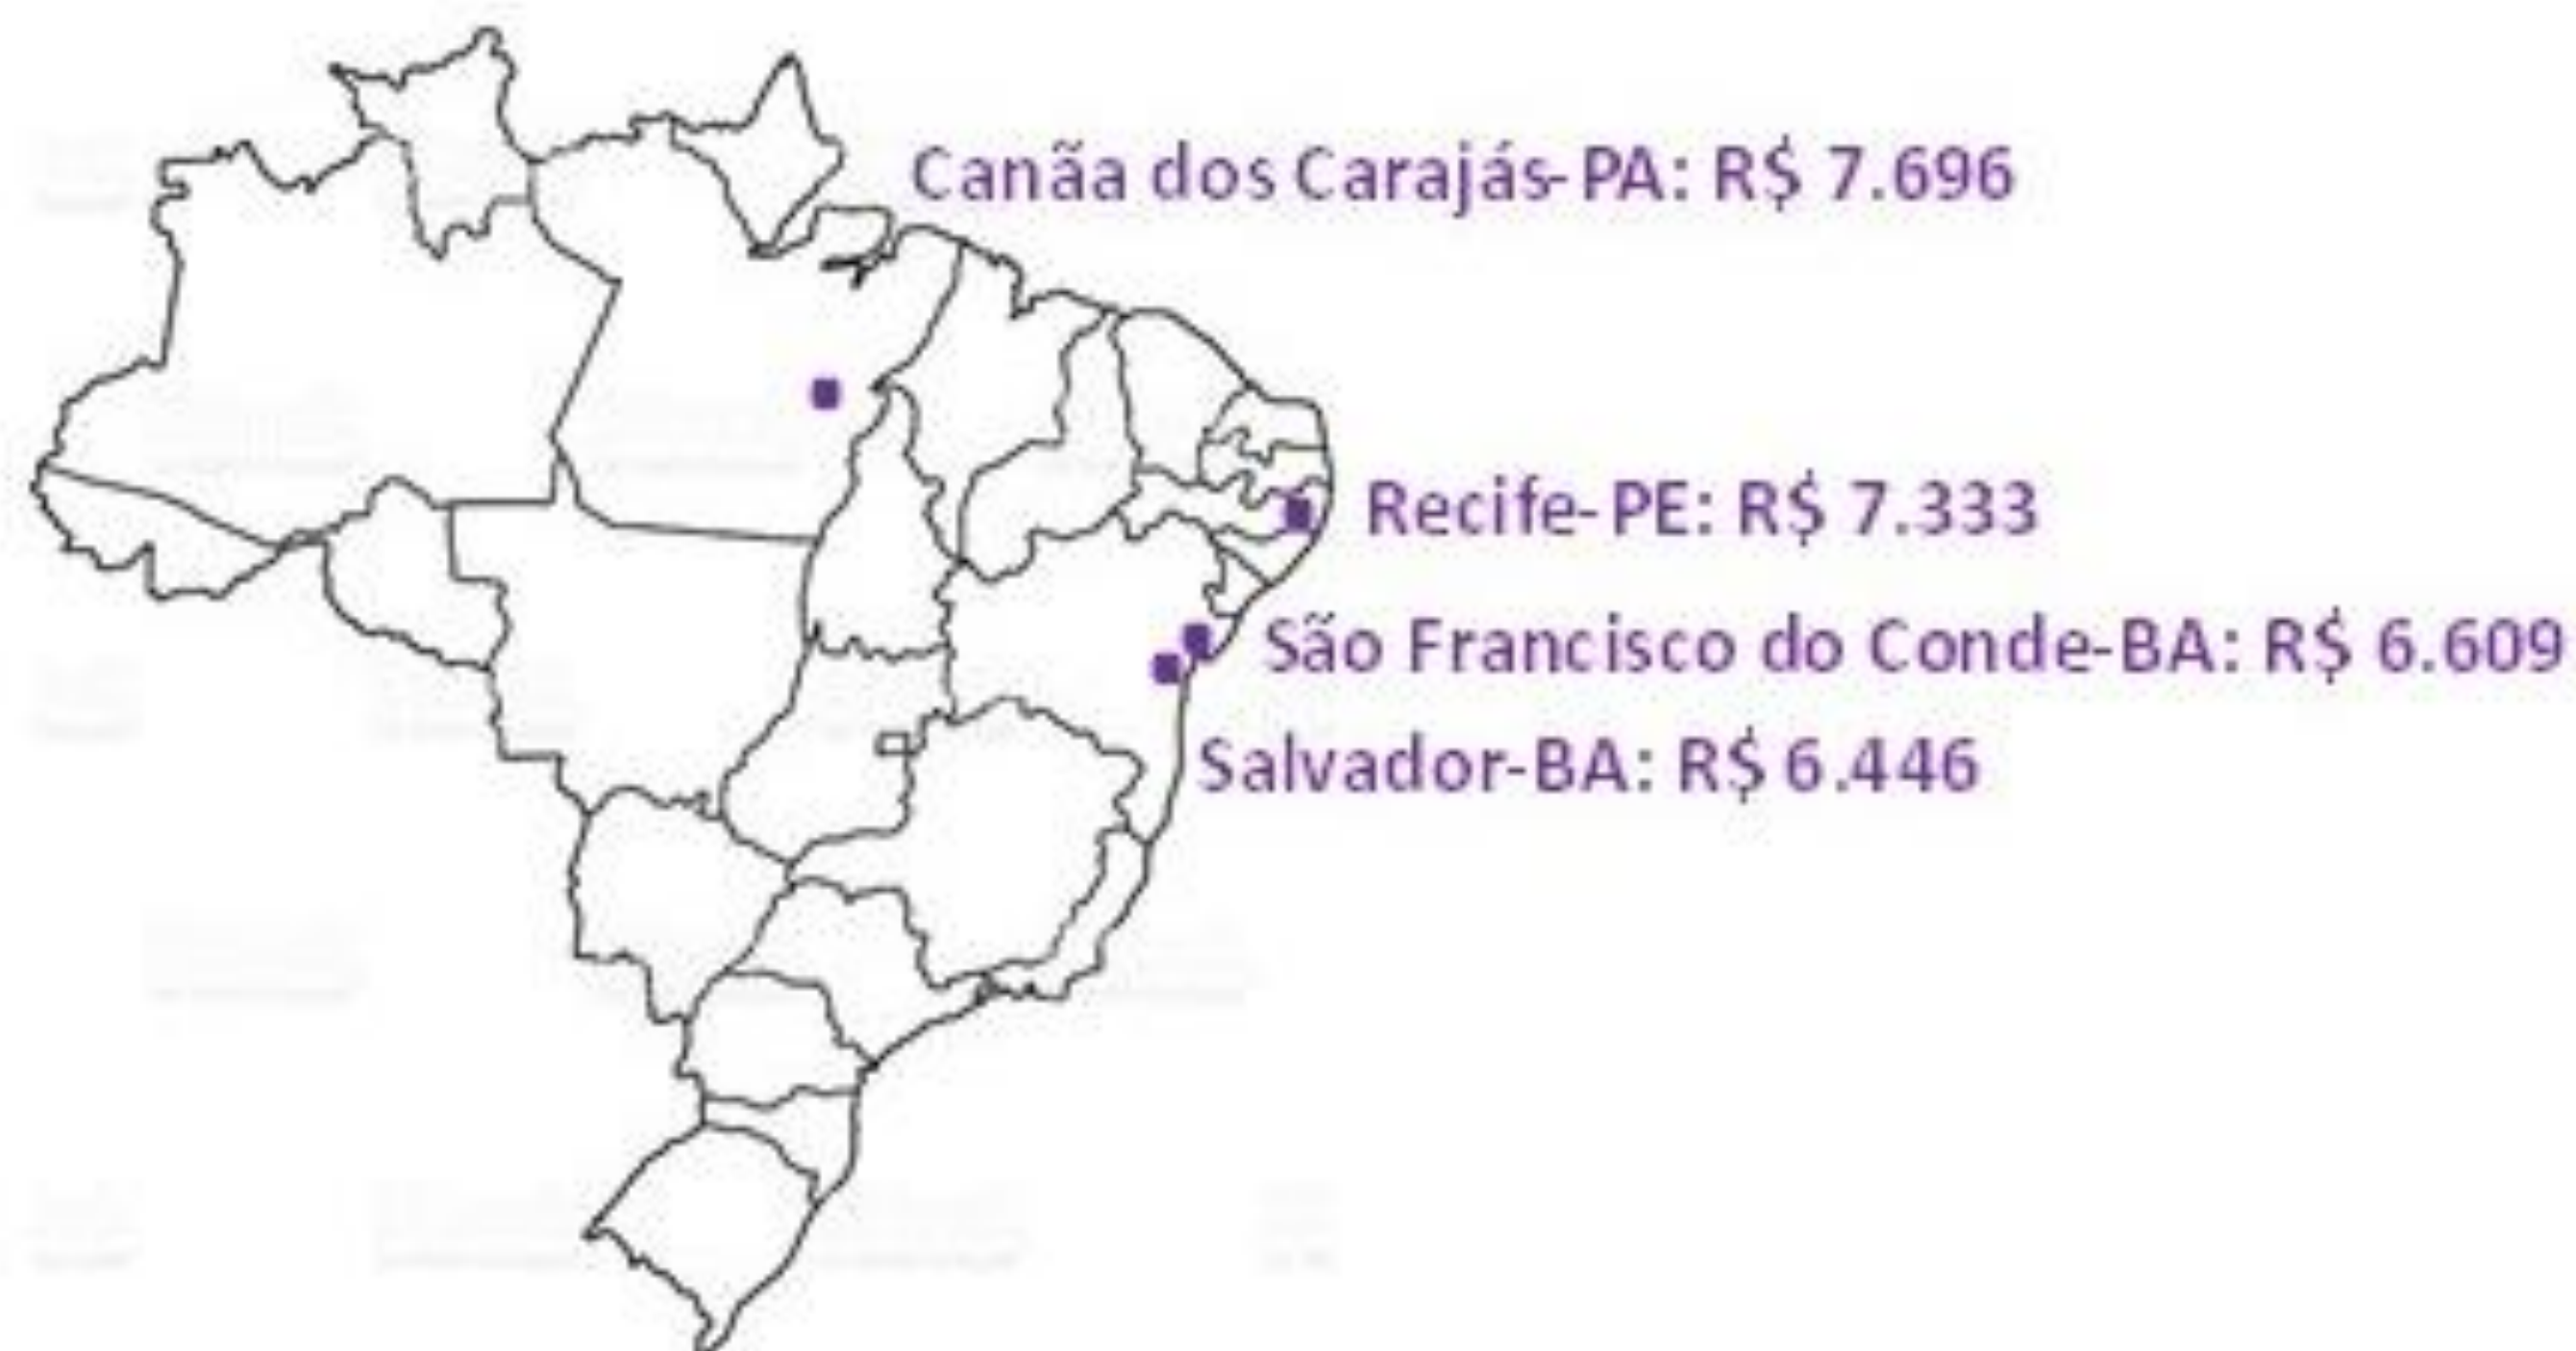 Canãa dos Carajás-PA: R$ 7.696
Recife-PE: R$ 7.333
São Francisco do Conde-BA: R$ 6.609
Salvador-BA: R$ 6.446